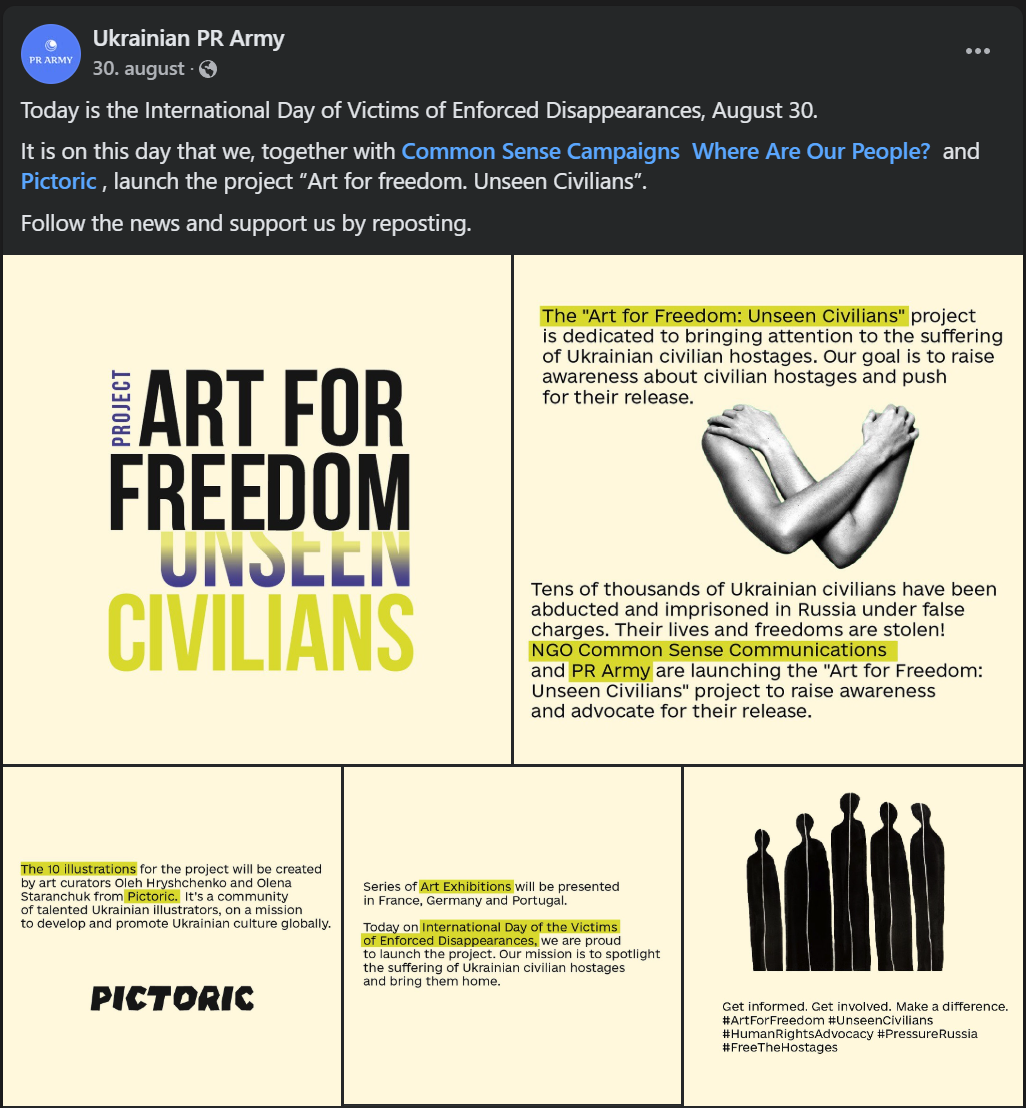 PR ARMY
Ukrainian PR Army
30. august ·
Today is the International Day of Victims of Enforced Disappearances, August 30.
It is on this day that we, together with Common Sense Campaigns Where Are Our People? and
Pictoric , launch the project “Art for freedom. Unseen Civilians”.
Follow the news and support us by reposting.
PROJECT
ART FOR
FREEDOM
UNSEEN
CIVILIANS
The "Art for Freedom: Unseen Civilians" project
is dedicated to bringing attention to the suffering
of Ukrainian civilian hostages. Our goal is to raise
awareness about civilian hostages and push
for their release.
Tens of thousands of Ukrainian civilians have been
abducted and imprisoned in Russia under false
charges. Their lives and freedoms are stolen!
NGO Common Sense Communications
and PR Army are launching the "Art for Freedom:
Unseen Civilians" project to raise awareness
and advocate for their release.
The 10 illustrations for the project will be created
by art curators Oleh Hryshchenko and Olena
Staranchuk from Pictoric. It's a community
of talented Ukrainian illustrators, on a mission
to develop and promote Ukrainian culture globally.
PICTORIC
Series of Art Exhibitions will be presented
in France, Germany and Portugal.
Today on International Day of the Victims
of Enforced Disappearances, we are proud
to launch the project. Our mission is to spotlight
the suffering of Ukrainian civilian hostages
and bring them home.
Get informed. Get involved. Make a difference.
#ArtForFreedom #UnseenCivilians
#HumanRightsAdvocacy #PressureRussia
#FreeTheHostages